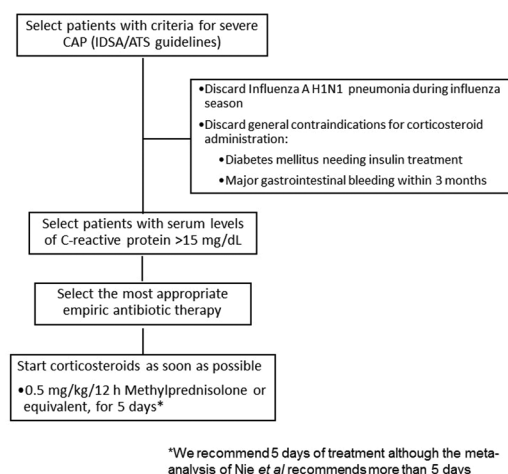 Select patients with criteria for severe
CAP (IDSA/ATS guidelines)
•Discard Influenza A H1N1 pneumonia during influenza
season
•Discard general contraindications for corticosteroid
administration:
•Diabetes mellitus needing insulin treatment
•Major gastrointestinal bleeding within 3 months
Select patients with serum levels
of C-reactive protein >15 mg/dL
Select the most appropriate
empiric antibiotic therapy
Start corticosteroids as soon as possible
•0.5 mg/kg/12 h Methylprednisolone or
equivalent, for 5 days*
*We recommend 5 days of treatment although the meta-
analysis of Nie et al recommends more than 5 days